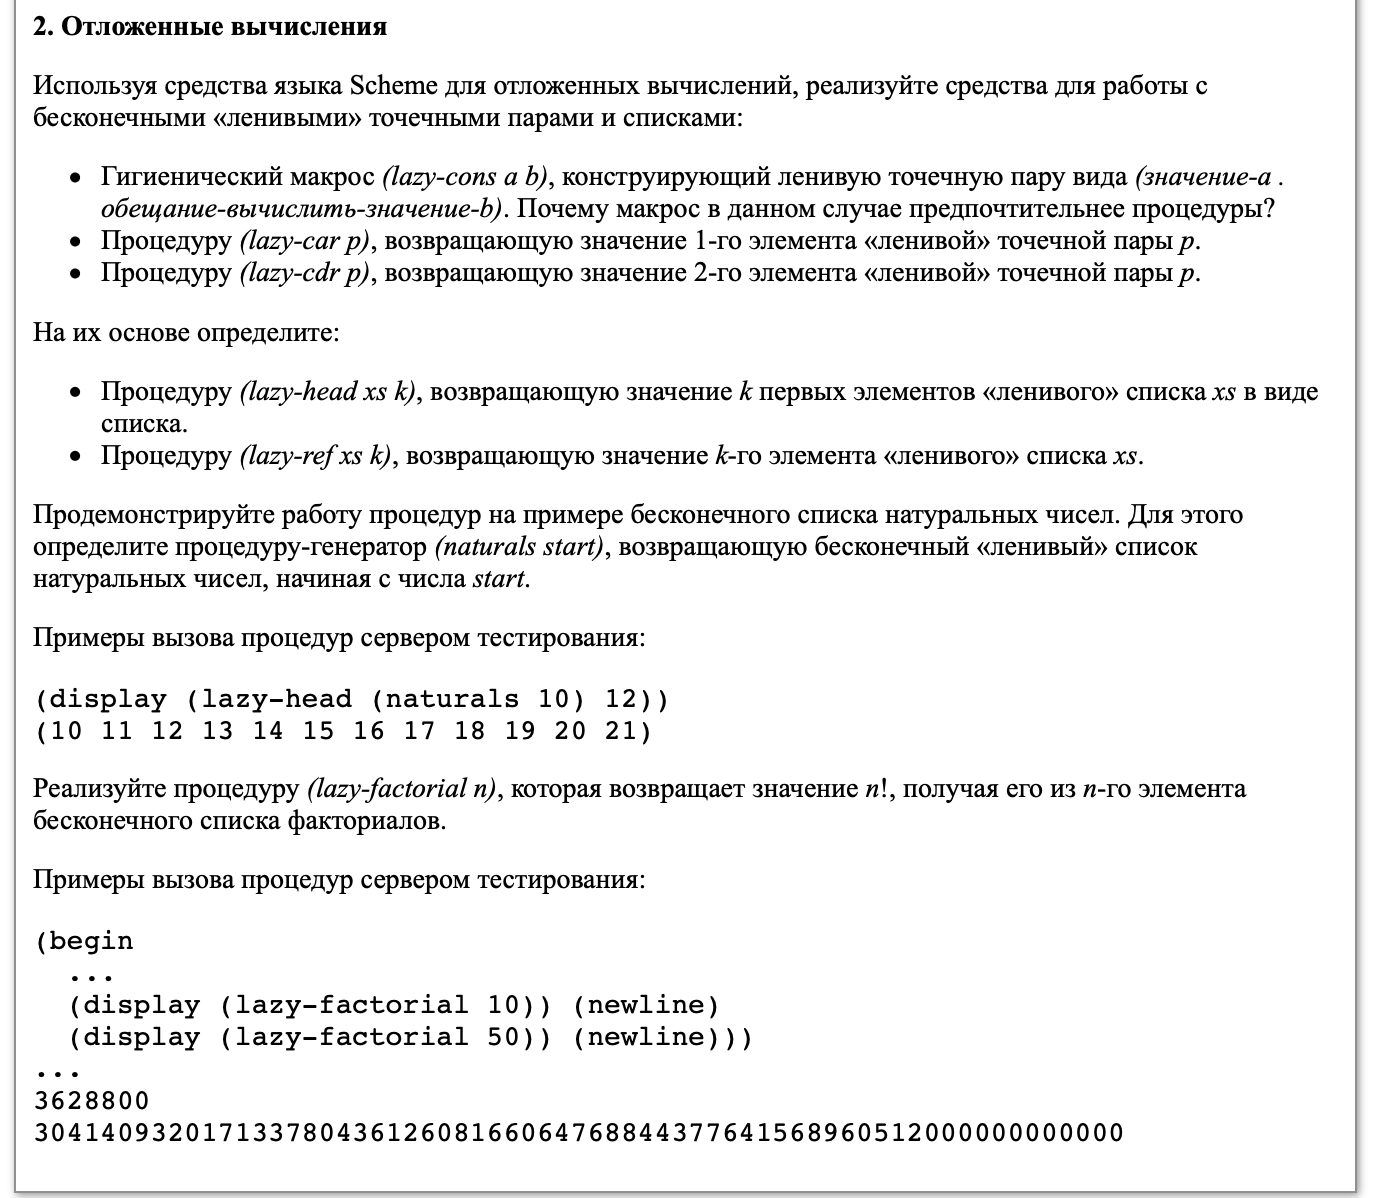 2. Отложенные вычисления
Используя средства языка Scheme для отложенных вычислений, реализуйте средства для работы с
бесконечными «ленивыми» точечными парами и списками:
• Гигиенический макрос (lazy-cons a b), конструирующий ленивую точечную пару вида (значение-a .
обещание-вычислить-значение-b). Почему макрос в данном случае предпочтительнее процедуры?
• Процедуру (lazy-car p), возвращающую значение 1-го элемента «ленивой» точечной пары p.
• Процедуру (lazy-cdr p), возвращающую значение 2-го элемента «ленивой» точечной пары p.
На их основе определите:
• Процедуру (lazy-head xs k), возвращающую значение k первых элементов «ленивого» списка xs в виде
списка.
• Процедуру (lazy-ref xs k), возвращающую значение k-го элемента «ленивого» списка xs.
Продемонстрируйте работу процедур на примере бесконечного списка натуральных чисел. Для этого
определите процедуру-генератор (naturals start), возвращающую бесконечный «ленивый» список
натуральных чисел, начиная с числа start.
Примеры вызова процедур сервером тестирования:
(display (lazy-head (naturals 10) 12))
(10 11 12 13 14 15 16 17 18 19 20 21)
Реализуйте процедуру (lazy-factorial n), которая возвращает значение n!, получая его из n-го элемента
бесконечного списка факториалов.
Примеры вызова процедур сервером тестирования:
(begin
...
(display (lazy-factorial 10)) (newline)
(display (lazy-factorial 50)) (newline)))
...
3628800
30414093201713378043612608166064768844377641568960512000000000000